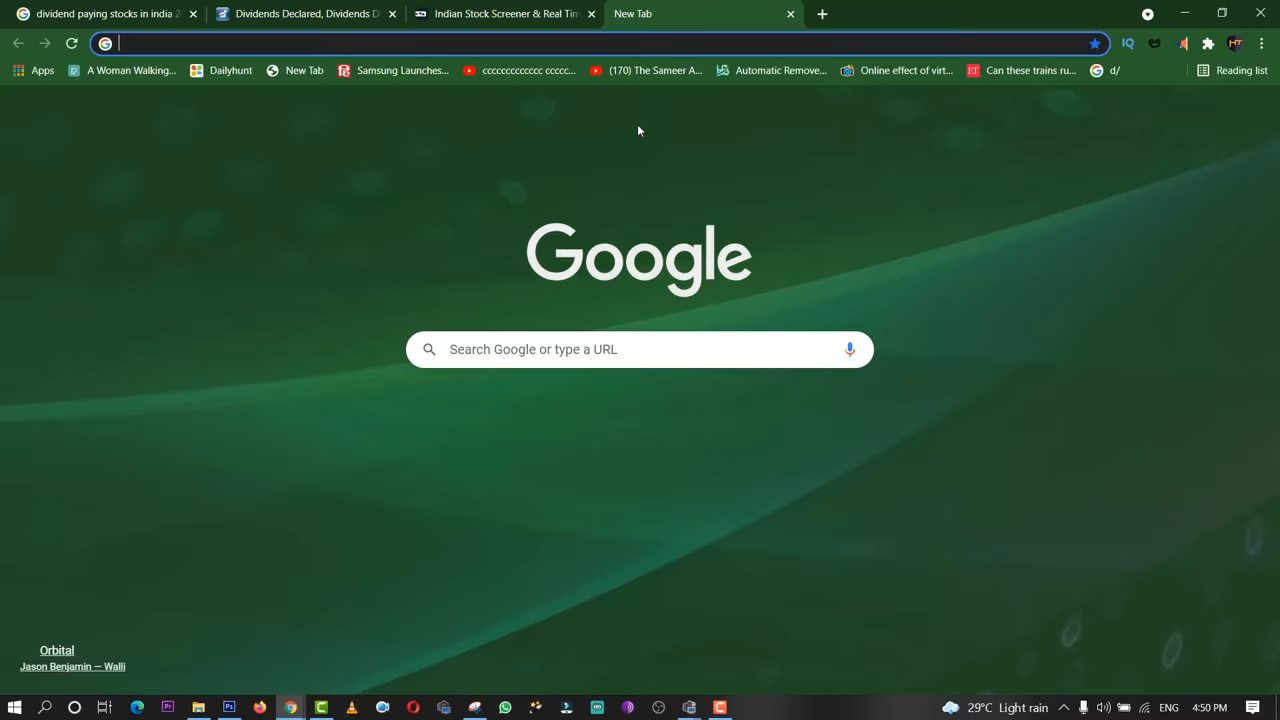 dividend paying stocks in india 2
Dividends Declared, Dividends D
Indian Stock Screener & Real Tim
New Tab
Apps
A Woman Walking...
Dailyhunt
New Tab
Samsung Launches...
cccccccccccc ccccc...
(170) The Sameer A...
Automatic Remove...
Online effect of virt...
Can these trains ru...
d/
Reading list
Google
Search Google or type a URL
Orbital
Jason Benjamin — Walli
29°C Light rain
ENG
4:50 PM